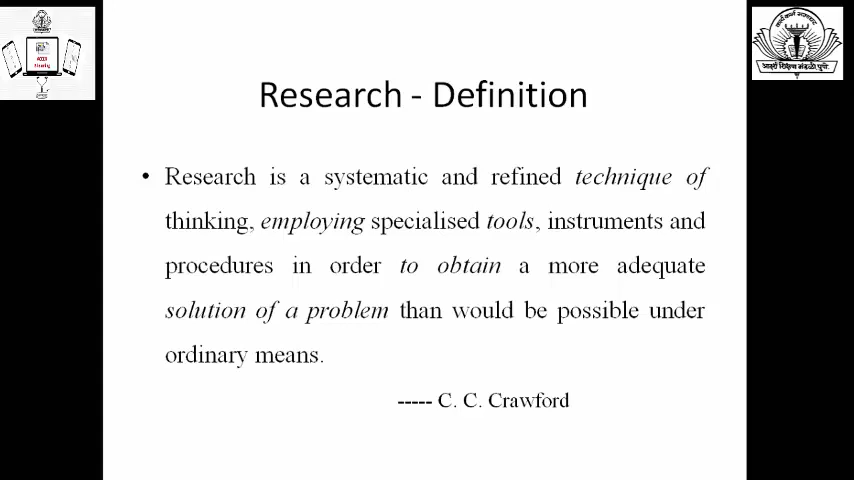 Research - Definition
• Research is a systematic and refined technique of
thinking, employing specialised tools, instruments and
procedures in order to obtain a more adequate
solution of a problem than would be possible under
ordinary means.
----- C. C. Crawford